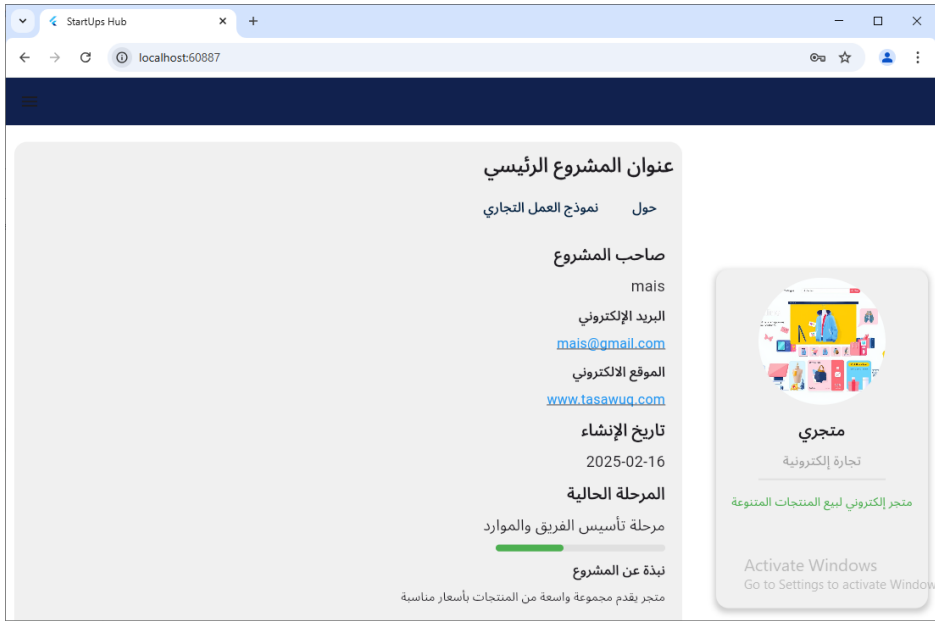 StartUps Hub
localhost:60887
عنوان المشروع الرئيسي
حول نموذج العمل التجاري
صاحب المشروع
mais
البريد الإلكتروني
mais@gmail.com
الموقع الالكتروني
www.tasawuq.com
تاريخ الإنشاء
2025-02-16
المرحلة الحالية
مرحلة تأسيس الفريق والموارد
نبذة عن المشروع
متجر يقدم مجموعة واسعة من المنتجات بأسعار مناسبة
متجري
تجارة إلكترونية
متجر إلكتروني لبيع المنتجات المتنوعة
Activate Windows
Go to Settings to activate Window